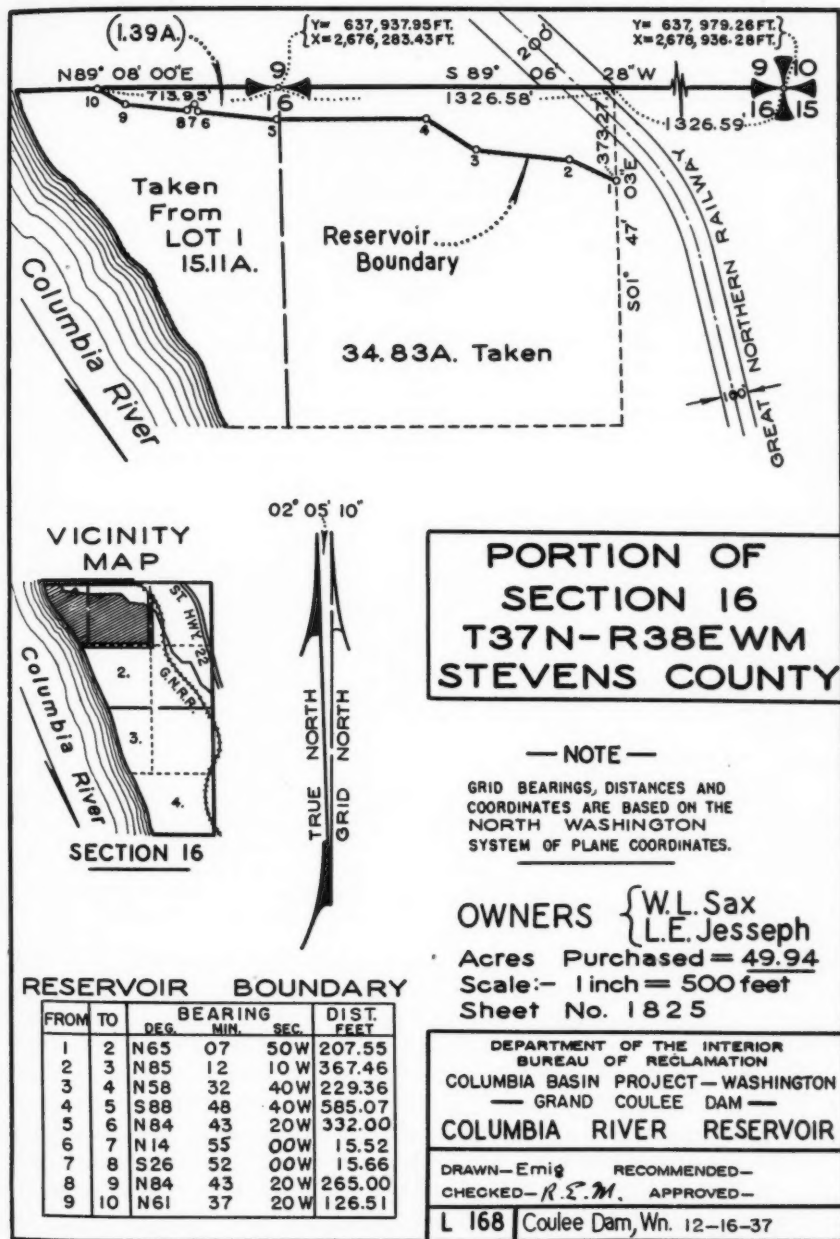 (1.39A.)
Y= 637,937.95FT.
X=2,676,283.43FT.
Y= 637,979.26FT.
X=2,678,936.28FT.
200'
N89° 08' 00"E
9
16
S 89° 06' 28" W
9 10
16 15
713.95'
1326.58'
1326.59'
10
9
8 7 6
5
4
3
2
373.27'
S01° 47' 03"E
Taken
From
LOT 1
15.11A.
Reservoir
Boundary
34.83A. Taken
Columbia River
GREAT NORTHERN RAILWAY
VICINITY
MAP
ST. HWY. 22
G.N.R.R.
2.
3.
4.
Columbia River
SECTION 16
02° 05' 10"
TRUE NORTH
GRID NORTH
PORTION OF
SECTION 16
T37N–R38EWM
STEVENS COUNTY
— NOTE —
GRID BEARINGS, DISTANCES AND
COORDINATES ARE BASED ON THE
NORTH WASHINGTON
SYSTEM OF PLANE COORDINATES.
OWNERS { W.L. Sax
L.E. Jesseph
Acres Purchased = 49.94
Scale:– 1 inch = 500 feet
Sheet No. 1825
RESERVOIR BOUNDARY
FROM TO BEARING DIST.
DEG. MIN. SEC. FEET
1 2 N65 07 50W 207.55
2 3 N85 12 10W 367.46
3 4 N58 32 40W 229.36
4 5 S88 48 40W 585.07
5 6 N84 43 20W 332.00
6 7 N14 55 00W 15.52
7 8 S26 52 00W 15.66
8 9 N84 43 20W 265.00
9 10 N61 37 20W 126.51
DEPARTMENT OF THE INTERIOR
BUREAU OF RECLAMATION
COLUMBIA BASIN PROJECT — WASHINGTON
— GRAND COULEE DAM —
COLUMBIA RIVER RESERVOIR
DRAWN—Emig RECOMMENDED—
CHECKED—R.E.M. APPROVED—
L 168 Coulee Dam, Wn. 12-16-37